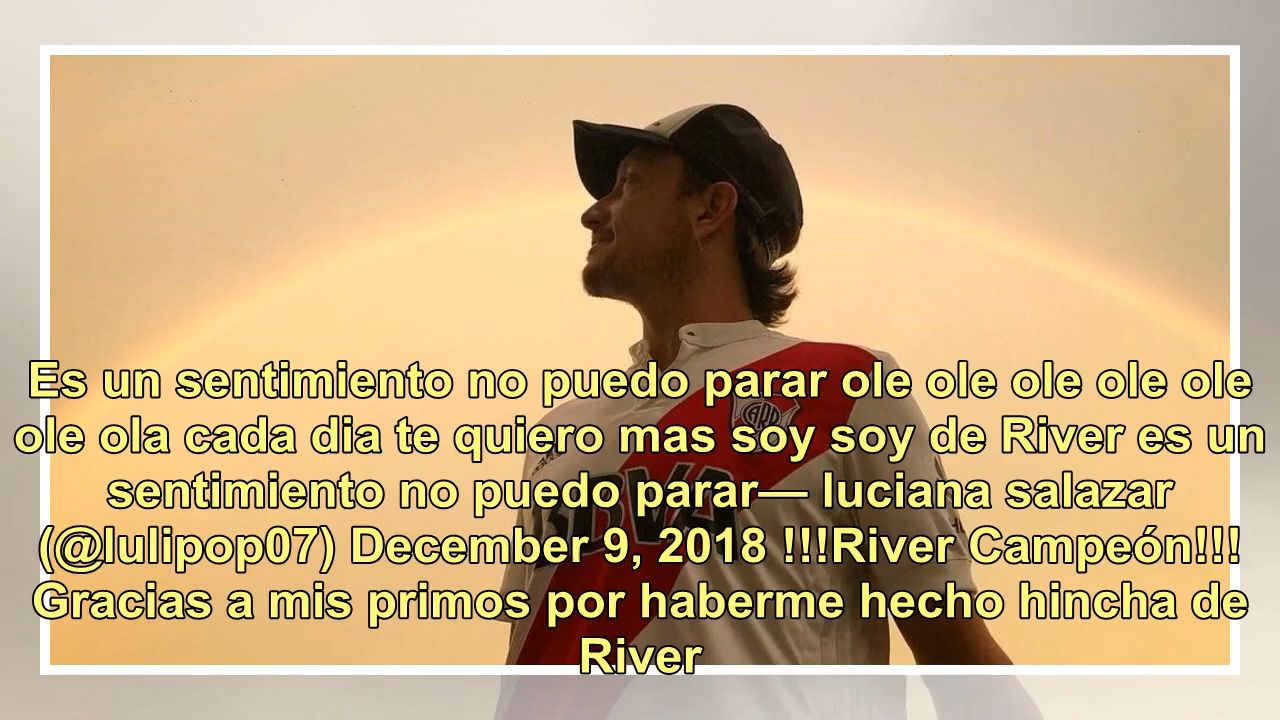 Es un sentimiento no puedo parar ole ole ole ole ole
ole ola cada dia te quiero mas soy soy de River es un
sentimiento no puedo parar— luciana salazar
(@lulipop07) December 9, 2018 !!!River Campeón!!!
Gracias a mis primos por haberme hecho hincha de
River
CARP
BBVA